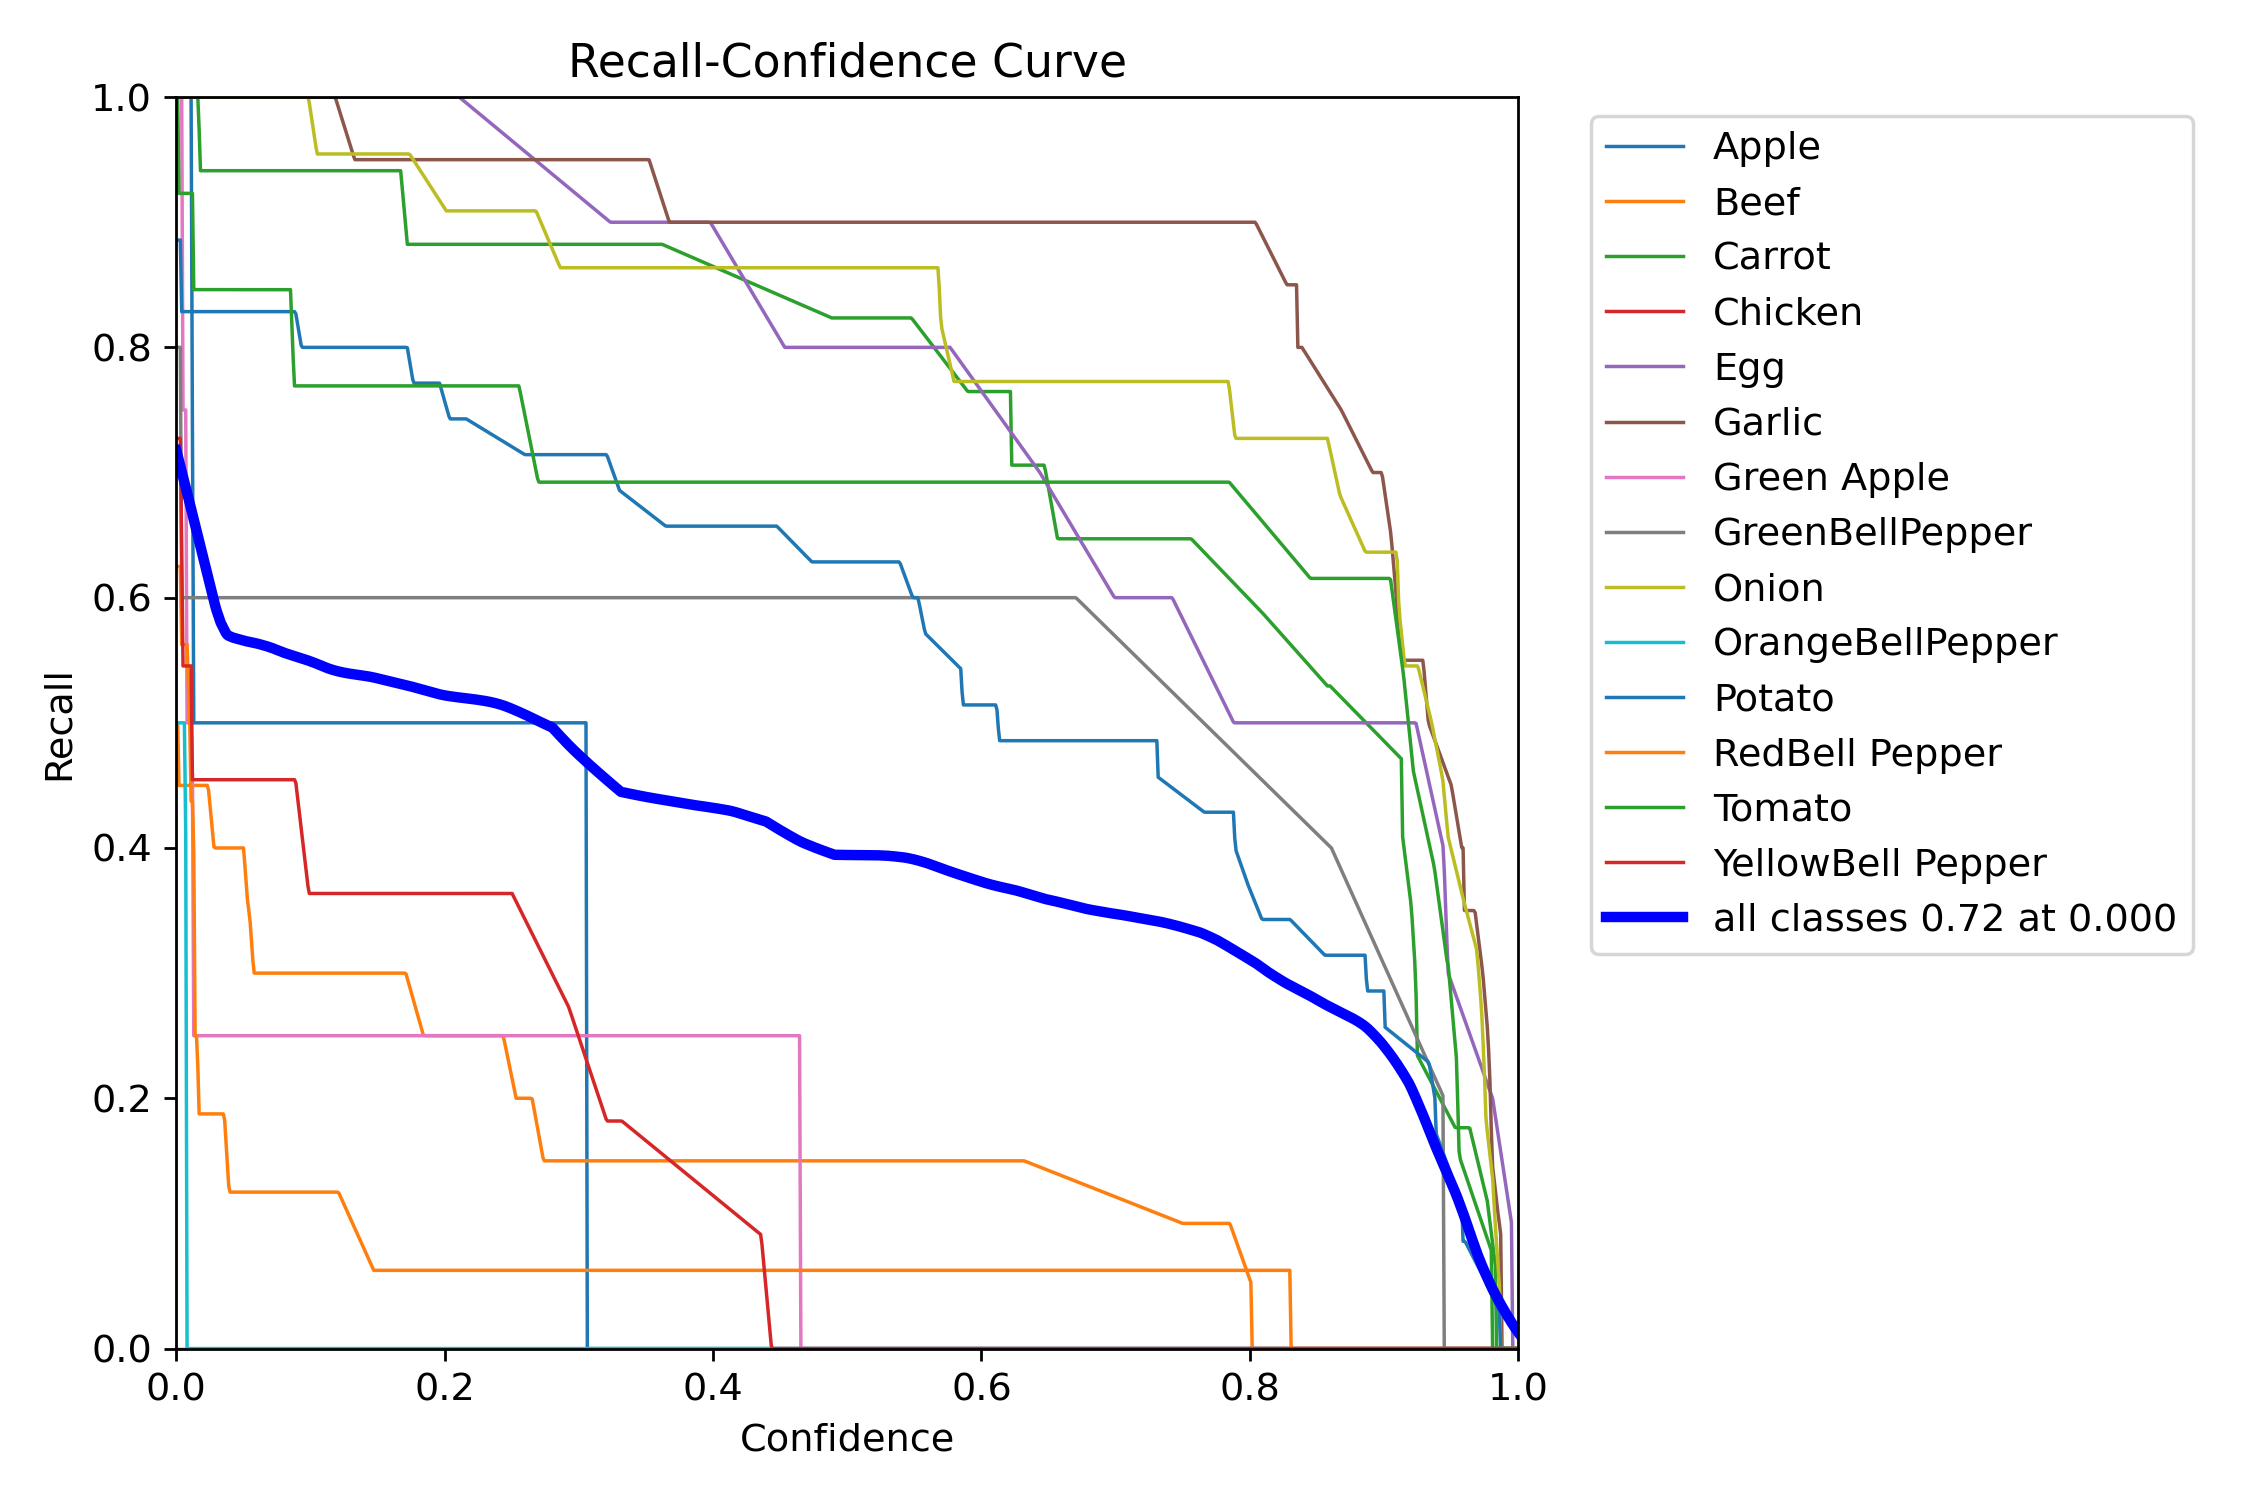 Recall-Confidence Curve
1.0
0.8
0.6
0.4
0.2
0.0
Recall
0.0 0.2 0.4 0.6 0.8 1.0
Confidence
Apple
Beef
Carrot
Chicken
Egg
Garlic
Green Apple
GreenBellPepper
Onion
OrangeBellPepper
Potato
RedBell Pepper
Tomato
YellowBell Pepper
all classes 0.72 at 0.000